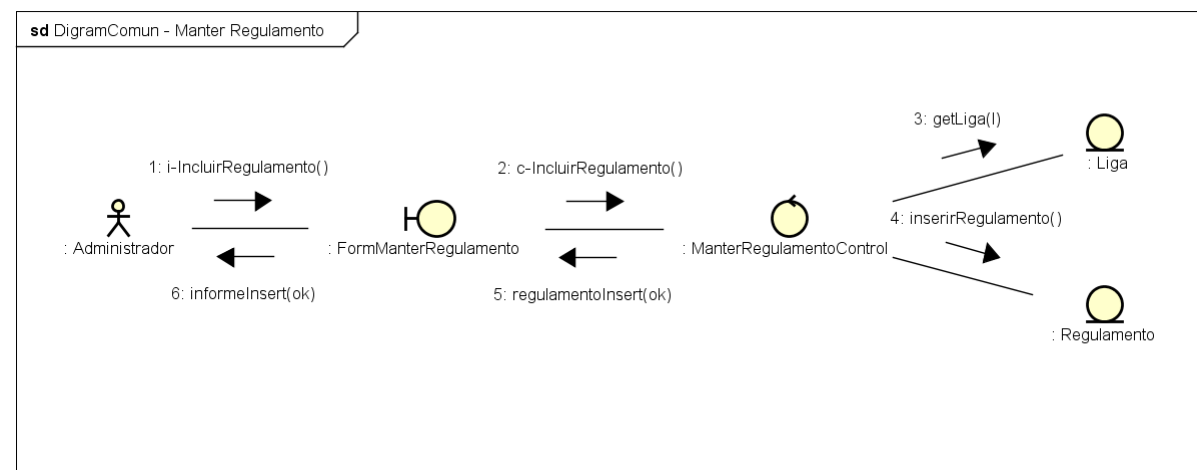 sd DigramComun - Manter Regulamento
3: getLiga(l)
1: i-IncluirRegulamento()
2: c-IncluirRegulamento()
: Liga
4: inserirRegulamento()
: Administrador
: FormManterRegulamento
: ManterRegulamentoControl
6: informeInsert(ok)
5: regulamentoInsert(ok)
: Regulamento